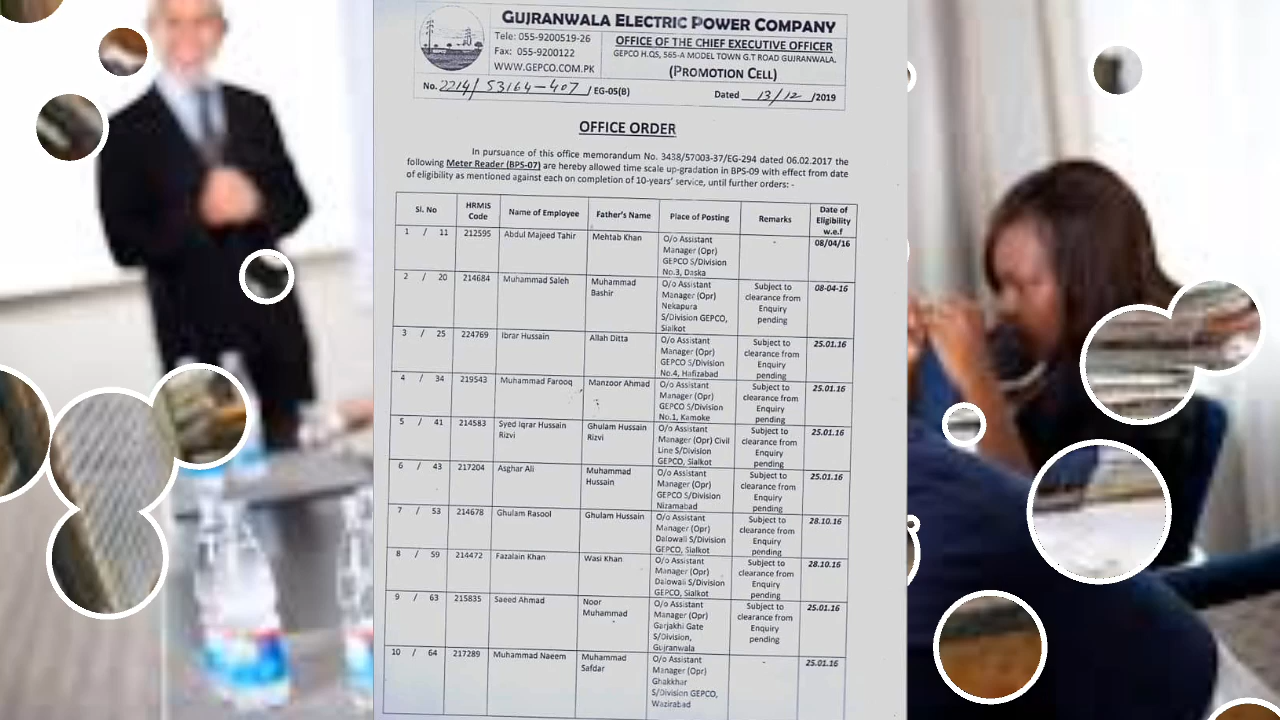 GUJRANWALA ELECTRIC POWER COMPANY
Tele: 055-9200519-26
Fax: 055-9200122
WWW.GEPCO.COM.PK
OFFICE OF THE CHIEF EXECUTIVE OFFICER
GEPCO H.QS, 565-A MODEL TOWN G.T ROAD GUJRANWALA.
(PROMOTION CELL)
No. 2214/53164-407 / EG-05(B) Dated 13/12 /2019
OFFICE ORDER
In pursuance of this office memorandum No. 3438/57003-37/EG-294 dated 06.02.2017 the
following Meter Reader (BPS-07) are hereby allowed time scale up-gradation in BPS-09 with effect from date
of eligibility as mentioned against each on completion of 10-years' service, until further orders: -
Sl. No HRMIS Code Name of Employee Father's Name Place of Posting Remarks Date of Eligibility w.e.f
1 / 11 212595 Abdul Majeed Tahir Mehtab Khan O/o Assistant Manager (Opr) GEPCO S/Division No.3, Daska - 08/04/16
2 / 20 214684 Muhammad Saleh Muhammad Bashir O/o Assistant Manager (Opr) Nekapura S/Division GEPCO, Sialkot Subject to clearance from Enquiry pending 08-04-16
3 / 25 224769 Ibrar Hussain Allah Ditta O/o Assistant Manager (Opr) GEPCO S/Division No.4, Hafizabad Subject to clearance from Enquiry pending 25.01.16
4 / 34 219543 Muhammad Farooq Manzoor Ahmad O/o Assistant Manager (Opr) GEPCO S/Division No.1, Kamoke Subject to clearance from Enquiry pending 25.01.16
5 / 41 214583 Syed Iqrar Hussain Rizvi Ghulam Hussain Rizvi O/o Assistant Manager (Opr) Civil Line S/Division GEPCO, Sialkot Subject to clearance from Enquiry pending 25.01.16
6 / 43 217204 Asghar Ali Muhammad Hussain O/o Assistant Manager (Opr) GEPCO S/Division Nizamabad Subject to clearance from Enquiry pending 25.01.16
7 / 53 214678 Ghulam Rasool Ghulam Hussain O/o Assistant Manager (Opr) Dalowali S/Division GEPCO, Sialkot Subject to clearance from Enquiry pending 28.10.16
8 / 59 214472 Fazalain Khan Wasi Khan O/o Assistant Manager (Opr) Dalowali S/Division GEPCO, Sialkot Subject to clearance from Enquiry pending 28.10.16
9 / 63 215835 Saeed Ahmad Noor Muhammad O/o Assistant Manager (Opr) Garjakhi Gate S/Division, Gujranwala Subject to clearance from Enquiry pending 25.01.16
10 / 64 217289 Muhammad Naeem Muhammad Safdar O/o Assistant Manager (Opr) Ghakkhar S/Division GEPCO, Wazirabad - 25.01.16